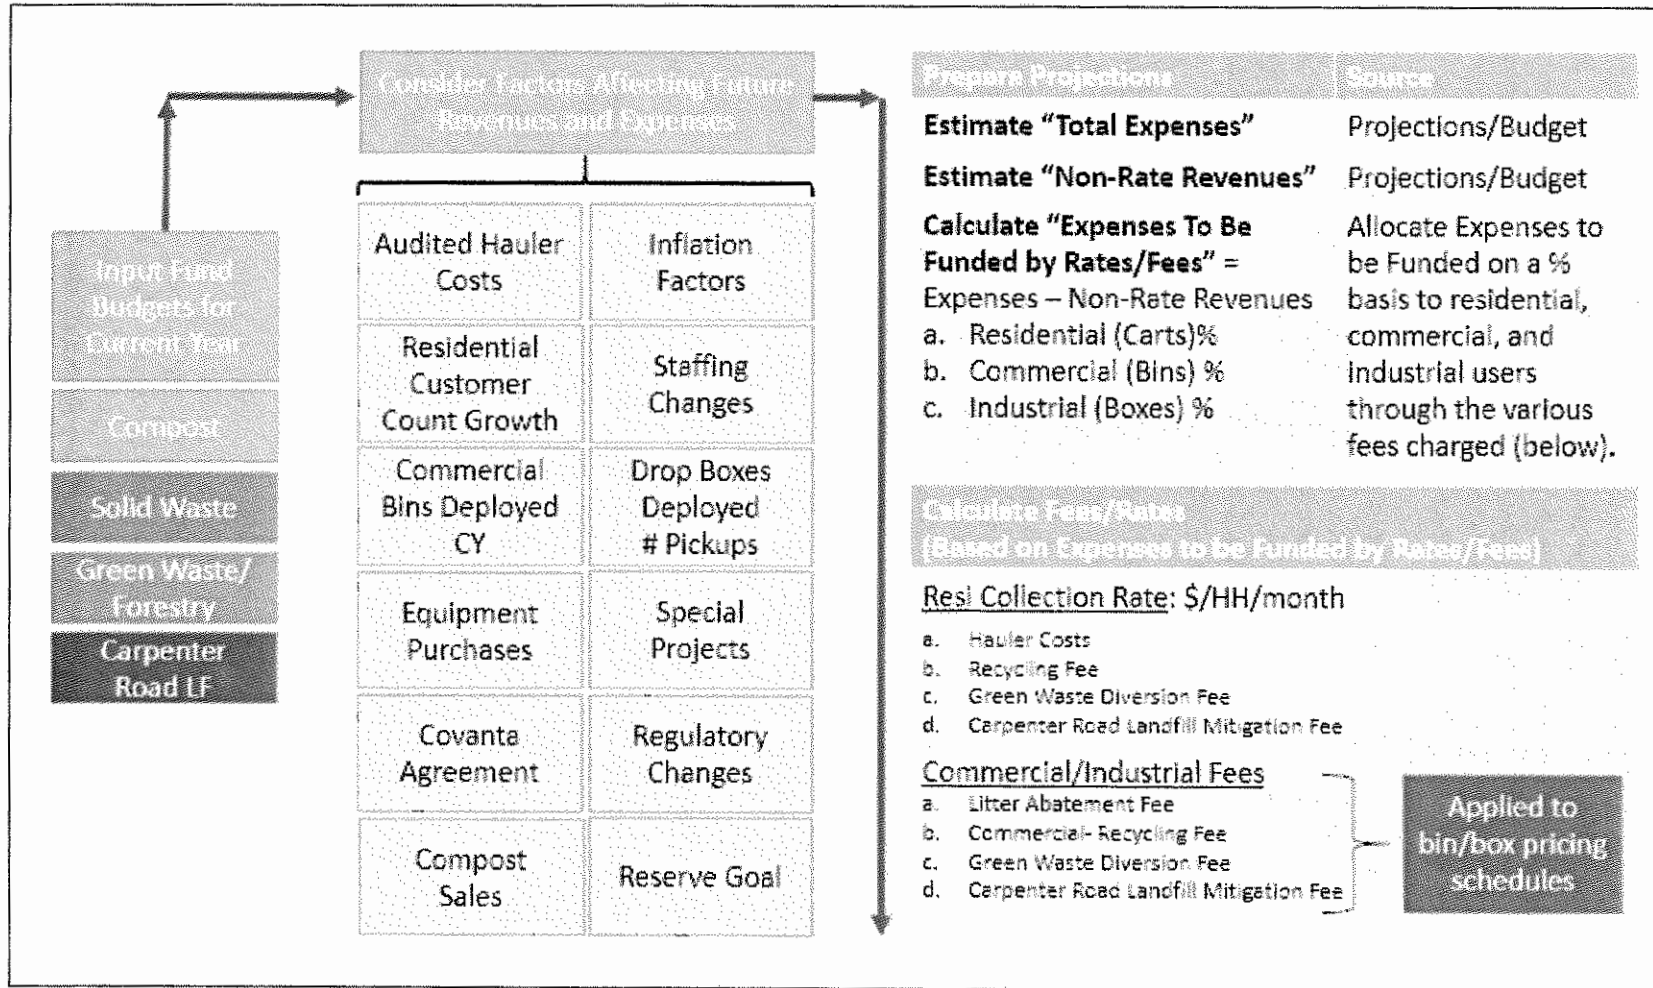 Input Fund
Budgets for
Current Year
Compost
Solid Waste
Green Waste/
Forestry
Carpenter
Road LF
Consider Factors Affecting Future
Revenues and Expenses
Audited Hauler
Costs
Inflation
Factors
Residential
Customer
Count Growth
Staffing
Changes
Commercial
Bins Deployed
CY
Drop Boxes
Deployed
# Pickups
Equipment
Purchases
Special
Projects
Covanta
Agreement
Regulatory
Changes
Compost
Sales
Reserve Goal
Prepare Projections
Source
Estimate “Total Expenses”
Projections/Budget
Estimate “Non-Rate Revenues”
Projections/Budget
Calculate “Expenses To Be
Funded by Rates/Fees” =
Expenses – Non-Rate Revenues
a. Residential (Carts)%
b. Commercial (Bins) %
c. Industrial (Boxes) %
Allocate Expenses to
be Funded on a %
basis to residential,
commercial, and
industrial users
through the various
fees charged (below).
Calculate Fees/Rates
(Based on Expenses to be Funded by Rates/Fees)
Resi Collection Rate: $/HH/month
a. Hauler Costs
b. Recycling Fee
c. Green Waste Diversion Fee
d. Carpenter Road Landfill Mitigation Fee
Commercial/Industrial Fees
a. Litter Abatement Fee
b. Commercial- Recycling Fee
c. Green Waste Diversion Fee
d. Carpenter Road Landfill Mitigation Fee
Applied to
bin/box pricing
schedules